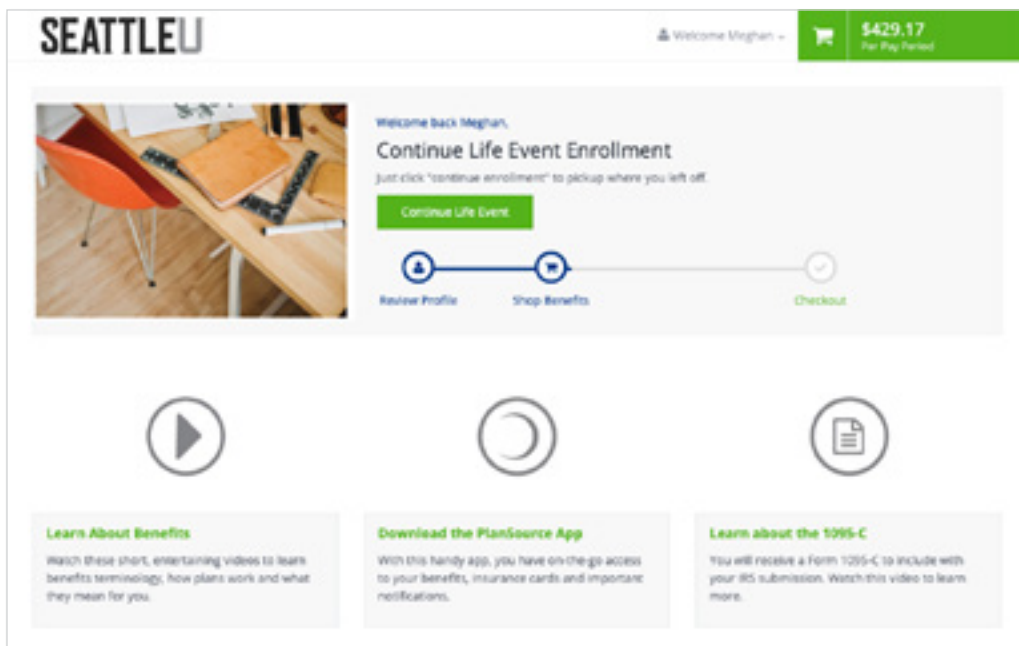 SEATTLEU
Welcome Meghan
$429.17
Per Pay Period
Welcome back Meghan,
Continue Life Event Enrollment
Just click "continue enrollment" to pickup where you left off.
Continue Life Event
Review Profile
Shop Benefits
Checkout
Learn About Benefits
Watch these short, entertaining videos to learn
benefits terminology, how plans work and what
they mean for you.
Download the PlanSource App
With this handy app, you have on-the-go access
to your benefits, insurance cards and important
notifications.
Learn about the 1095-C
You will receive a Form 1095-C to include with
your IRS submission. Watch this video to learn
more.